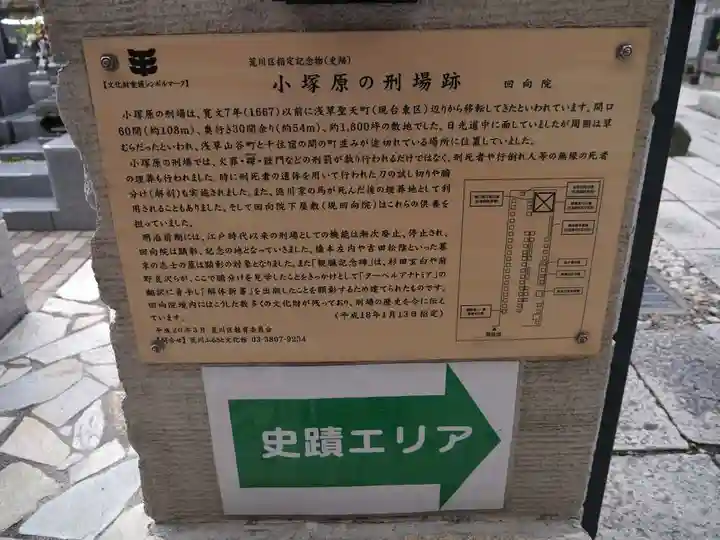 荒川区指定記念物(史跡)
【文化財愛護シンボルマーク】
小塚原の刑場跡 回向院
小塚原の刑場は、寛文7年(1667)以前に浅草聖天町(現台東区)辺りから移転してきたといわれています。間口
60間(約108m)、奥行き30間余り(約54m)、約1,800坪の敷地でした。日光道中に面していましたが周囲は草
むらだったといわれ、浅草山谷町と千住宿の間の町並みが途切れている場所に位置していました。
小塚原の刑場では、火罪・磔・獄門などの刑罰が執り行われるだけではなく、刑死者や行倒れ人等の無縁の死者
の埋葬も行われました。時に刑死者の遺体を用いて行われた刀の試し切りや腑
分け(解剖)も実施されました。また、徳川家の馬が死んだ後の埋葬地として利
用されることもありました。そして回向院下屋敷(現回向院)はこれらの供養を
担っていました。
明治前期には、江戸時代以来の刑場としての機能は漸次廃止、停止され、
回向院は顕彰、記念の地となっていきました。橋本左内や吉田松陰といった幕
末の志士の墓は顕彰の対象となりました。また「観臓記念碑」は、杉田玄白や前
野良沢らが、ここで腑分けを見学したことをきっかけとして『ターヘルアナトミア』の
翻訳に着手し『解体新書』を出版したことを顕彰するため建てられたものです。
回向院境内にはこうした数多くの文化財が残っており、刑場の歴史を今に伝え
ています。 (平成18年1月13日指定)
平成20年3月 荒川区教育委員会
【問合せ】荒川ふるさと文化館 03-3807-9234
史蹟エリア